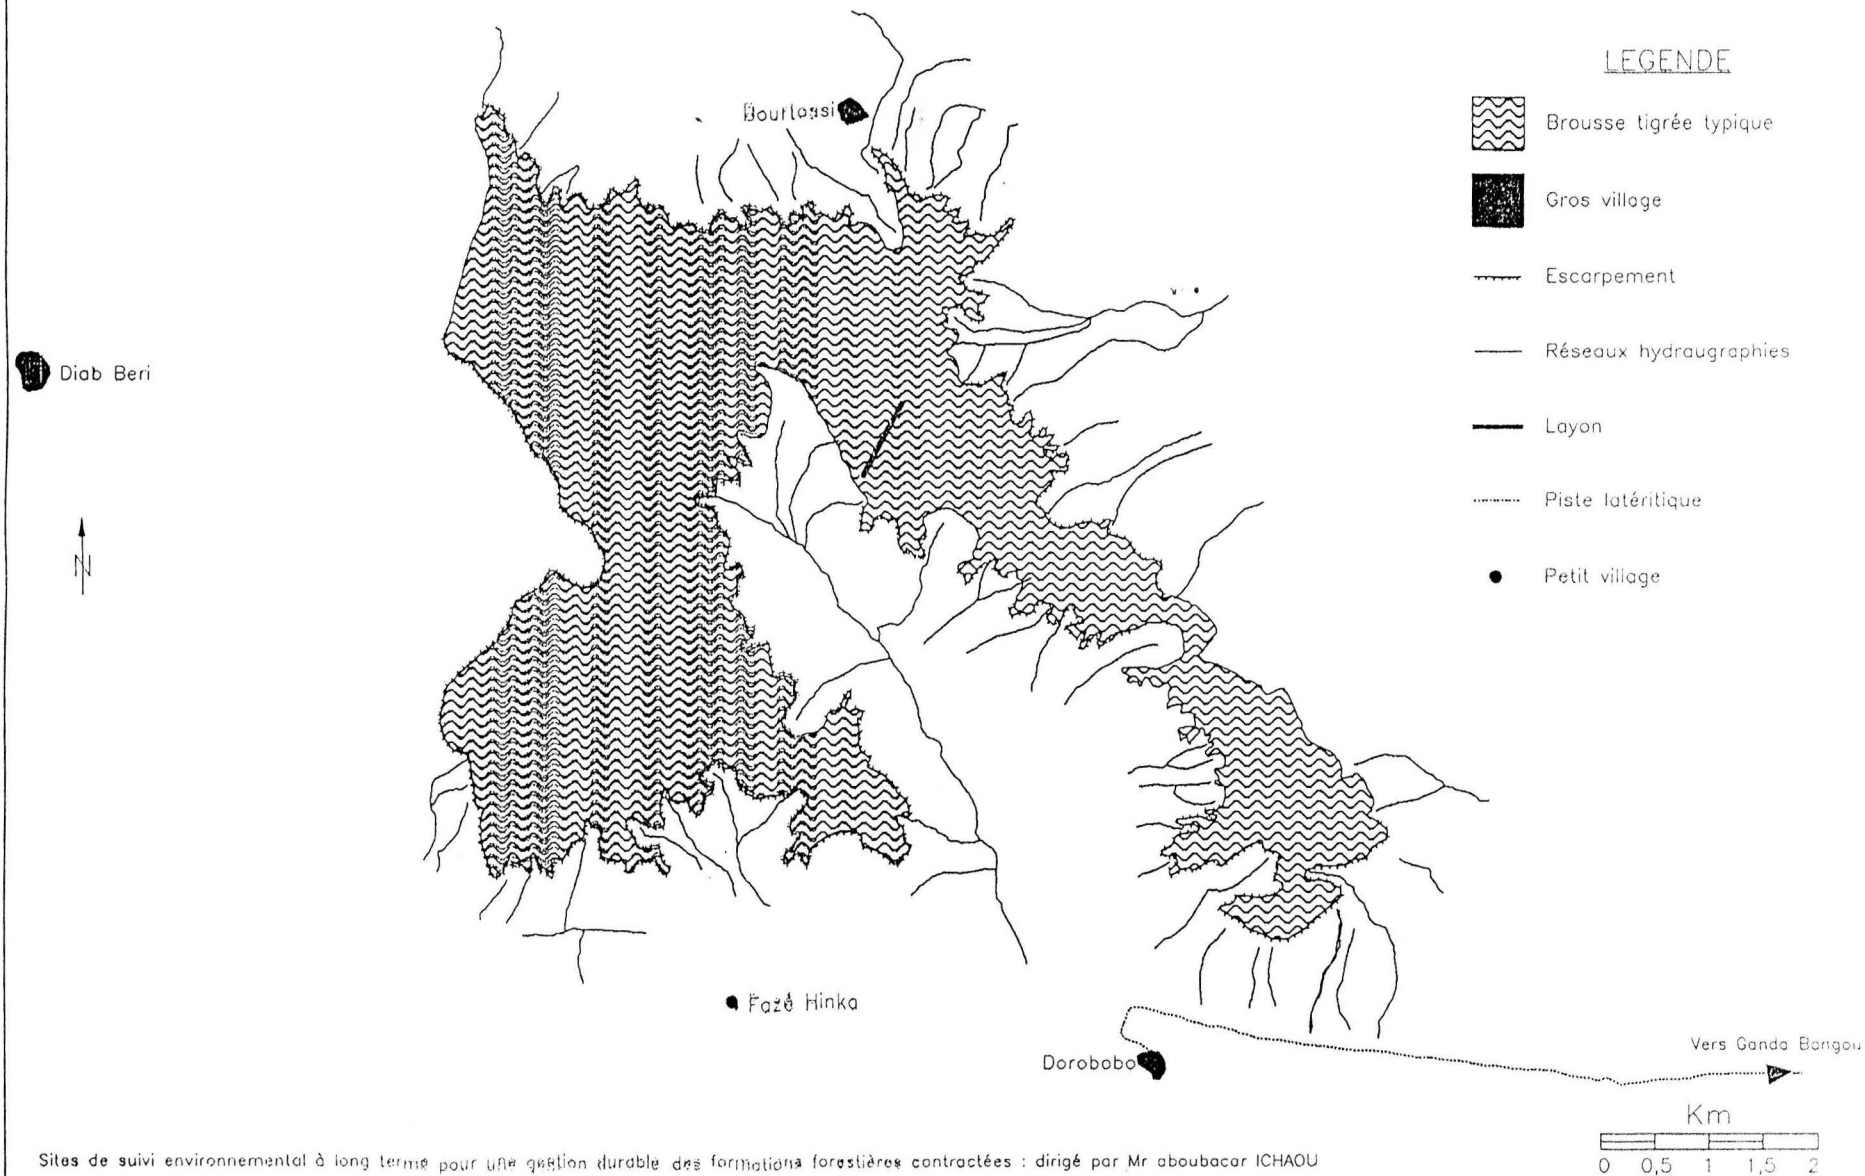 LEGENDE
Brousse tigrée typique
Gros village
Escarpement
Réseaux hydraugraphies
Layon
Piste latéritique
Petit village
Bourtossi
Diab Beri
N
Fazé Hinka
Dorobobo
Vers Ganda Bangou
Km
0 0,5 1 1,5 2
Sites de suivi environnemental à long terme pour une gestion durable des formations forestières contractées : dirigé par Mr aboubacar ICHAOU